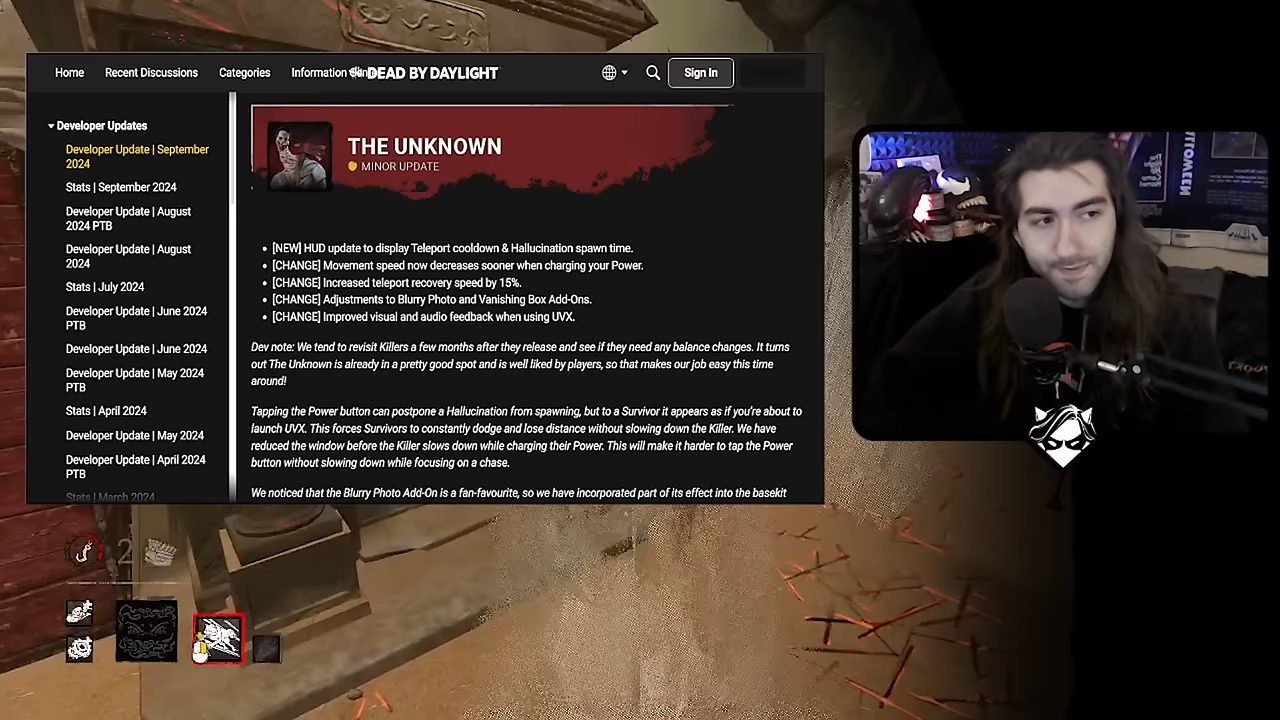 Home Recent Discussions Categories Information DEAD BY DAYLIGHT Sign In
Developer Updates
Developer Update | September
2024
Stats | September 2024
Developer Update | August
2024 PTB
Developer Update | August
2024
Stats | July 2024
Developer Update | June 2024
PTB
Developer Update | June 2024
Developer Update | May 2024
PTB
Stats | April 2024
Developer Update | May 2024
Developer Update | April 2024
PTB
Stats | March 2024
THE UNKNOWN
MINOR UPDATE
• [NEW] HUD update to display Teleport cooldown & Hallucination spawn time.
• [CHANGE] Movement speed now decreases sooner when charging your Power.
• [CHANGE] Increased teleport recovery speed by 15%.
• [CHANGE] Adjustments to Blurry Photo and Vanishing Box Add-Ons.
• [CHANGE] Improved visual and audio feedback when using UVX.
Dev note: We tend to revisit Killers a few months after they release and see if they need any balance changes. It turns
out The Unknown is already in a pretty good spot and is well liked by players, so that makes our job easy this time
around!
Tapping the Power button can postpone a Hallucination from spawning, but to a Survivor it appears as if you're about to
launch UVX. This forces Survivors to constantly dodge and lose distance without slowing down the Killer. We have
reduced the window before the Killer slows down while charging their Power. This will make it harder to tap the Power
button without slowing down while focusing on a chase.
We noticed that the Blurry Photo Add-On is a fan-favourite, so we have incorporated part of its effect into the basekit
2